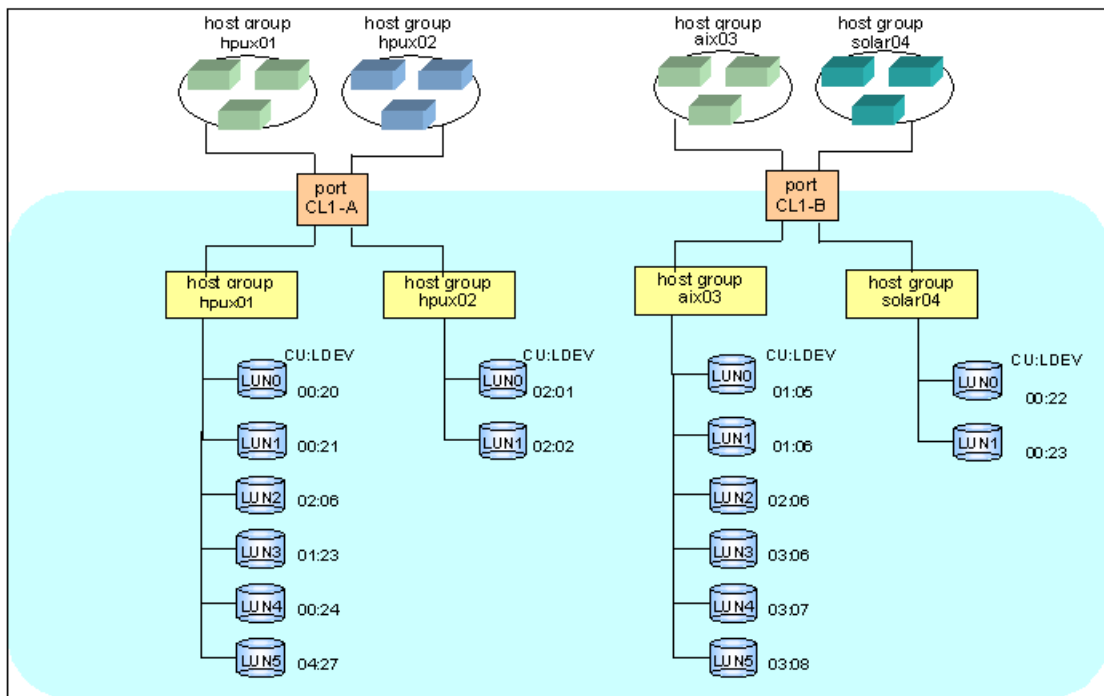 host group
hpux01
host group
hpux02
host group
aix03
host group
solar04
port
CL1-A
port
CL1-B
host group
hpux01
host group
hpux02
host group
aix03
host group
solar04
CU:LDEV
LUN0
00:20
LUN1
00:21
LUN2
02:06
LUN3
01:23
LUN4
00:24
LUN5
04:27
CU:LDEV
LUN0
02:01
LUN1
02:02
CU:LDEV
LUN0
01:05
LUN1
01:06
LUN2
02:06
LUN3
03:06
LUN4
03:07
LUN5
03:08
CU:LDEV
LUN0
00:22
LUN1
00:23